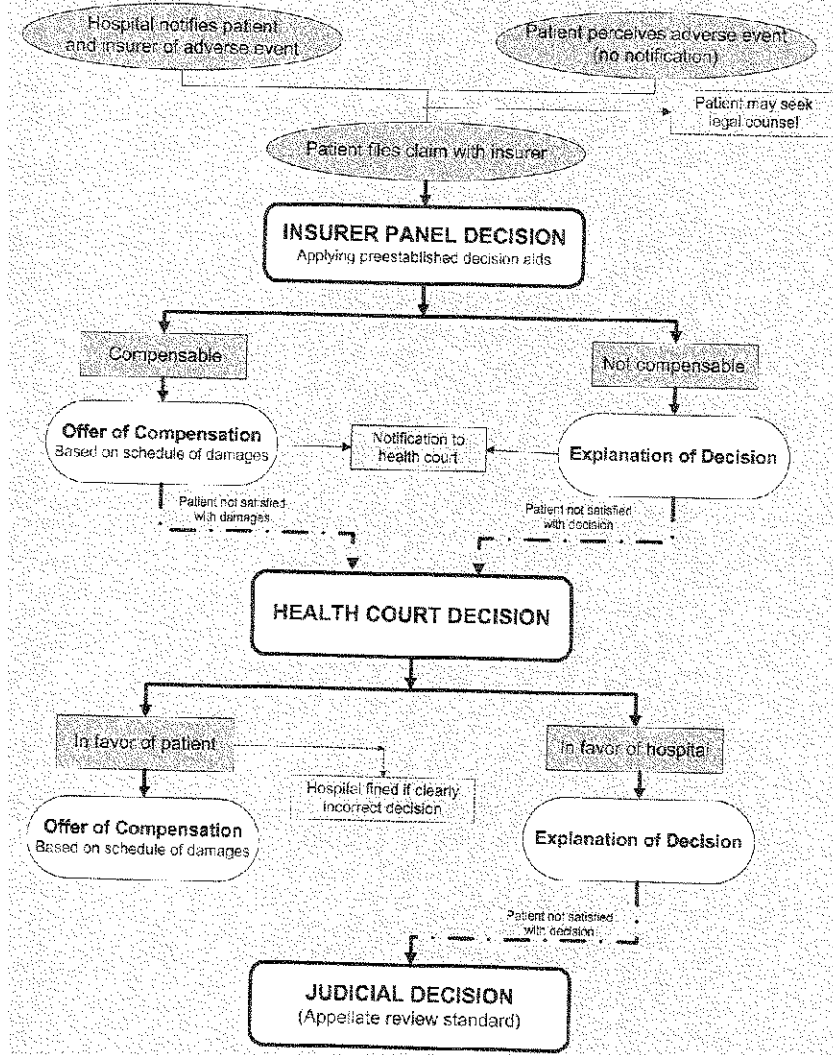 Hospital notifies patient
and insurer of adverse event
Patient perceives adverse event
(no notification)
Patient may seek
legal counsel
Patient files claim with insurer
INSURER PANEL DECISION
Applying preestablished decision aids
Compensable
Not compensable
Offer of Compensation
Based on schedule of damages
Notification to
health court
Explanation of Decision
Patient not satisfied
with damages
Patient not satisfied
with decision
HEALTH COURT DECISION
In favor of patient
In favor of hospital
Hospital fined if clearly
incorrect decision
Offer of Compensation
Based on schedule of damages
Explanation of Decision
Patient not satisfied
with decision
JUDICIAL DECISION
(Appellate review standard)